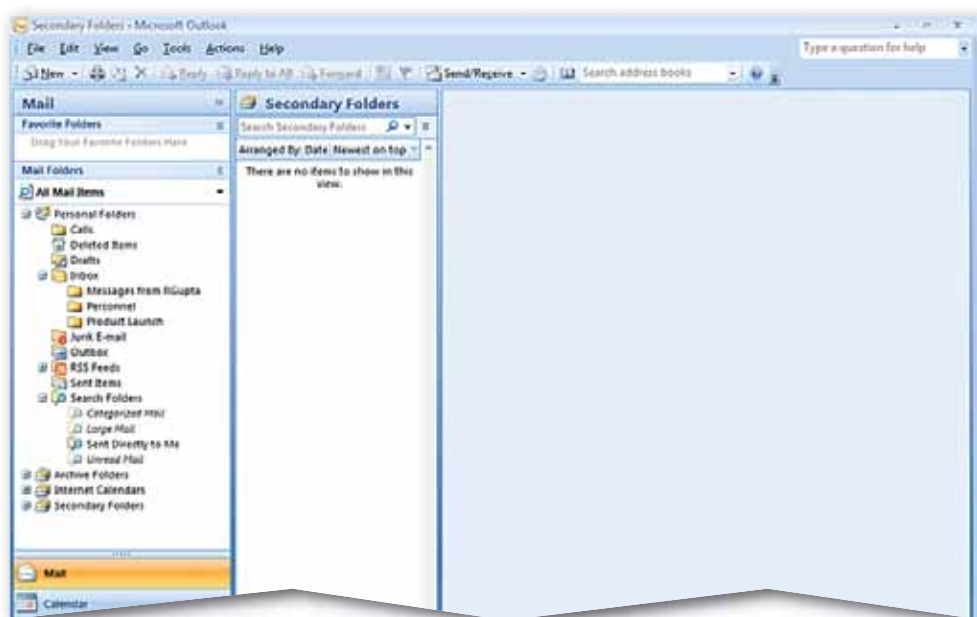 Secondary Folders - Microsoft Outlook
File Edit View Go Tools Actions Help
Type a question for help
New Reply Reply to All Forward Send/Receive Search address books
Mail
Favorite Folders
Drag Your Favorite Folders Here
Mail Folders
All Mail Items
Personal Folders
Calls
Deleted Items
Drafts
Inbox
Messages from RGupta
Personnel
Product Launch
Junk E-mail
Outbox
RSS Feeds
Sent Items
Search Folders
Categorized Mail
Large Mail
Sent Directly to Me
Unread Mail
Archive Folders
Internet Calendars
Secondary Folders
Mail
Calendar
Secondary Folders
Search Secondary Folders
Arranged By: Date Newest on top
There are no items to show in this
view.